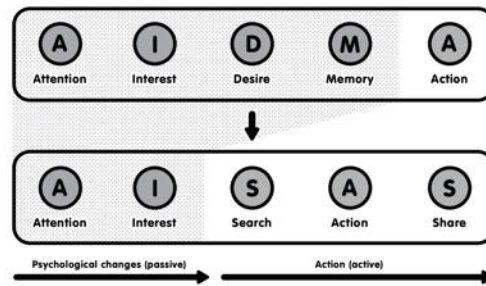 A I D M A
Attention Interest Desire Memory Action
A I S A S
Attention Interest Search Action Share
Psychological changes (passive) Action (active)